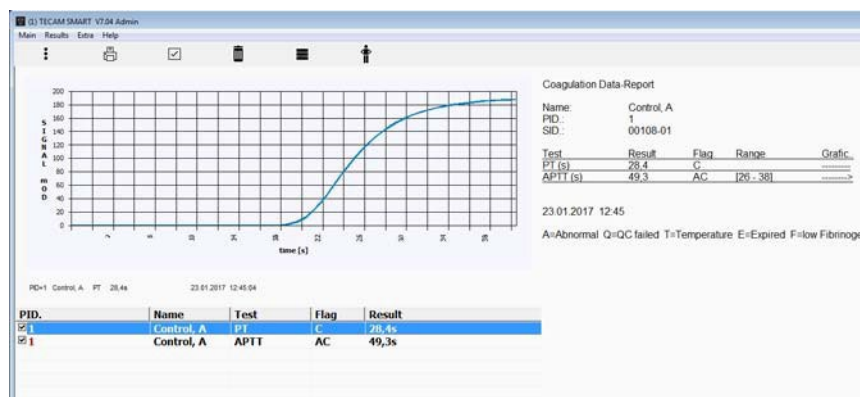 (1) TECAM SMART V7.04 Admin
Main Results Extra Help
200
180
160
140
120
100
80
60
40
20
0
SIGNAL mOD
time [s]
PID=1 Control, A PT 28,4s 23.01.2017 12:45:04
PID. Name Test Flag Result
1 Control, A PT C 28,4s
1 Control, A APTT AC 49,3s
Coagulation Data-Report
Name: Control, A
PID.: 1
SID.: 00108-01
Test Result Flag Range Grafic
PT (s) 28,4 C ---------
APTT (s) 49,3 AC [26 - 38] -------->
23.01.2017 12:45
A=Abnormal Q=QC failed T=Temperature E=Expired F=low Fibrinoge